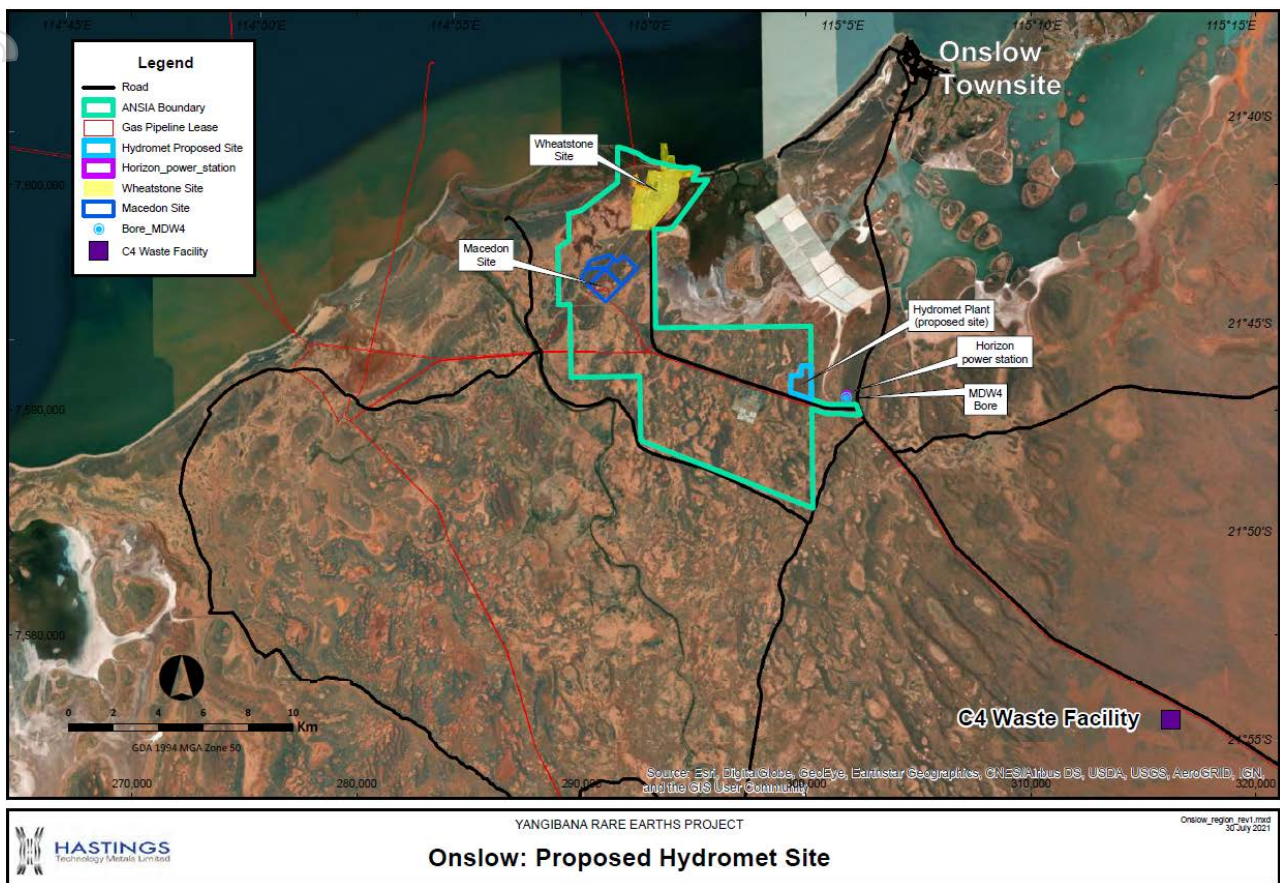 114°45'E 114°50'E 114°55'E 115°0'E 115°5'E 115°10'E 115°15'E
Legend
Road
ANSIA Boundary
Gas Pipeline Lease
Hydromet Proposed Site
Horizon_power_station
Wheatstone Site
Macedon Site
Bore_MDW4
C4 Waste Facility
Onslow
Townsite
21°40'S
Wheatstone
Site
7,600,000
Macedon
Site
Hydromet Plant
(proposed site)
21°45'S
Horizon
power station
MDW4
Bore
7,590,000
21°50'S
7,580,000
0 2 4 6 8 10
Km
GDA 1994 MGA Zone 50
C4 Waste Facility
21°55'S
270,000 280,000 290,000 300,000 310,000 320,000
Source: Esri, DigitalGlobe, GeoEye, Earthstar Geographics, CNES/Airbus DS, USDA, USGS, AeroGRID, IGN,
and the GIS User Community
HASTINGS
Technology Metals Limited
YANGIBANA RARE EARTHS PROJECT
Onslow: Proposed Hydromet Site
Onslow_region_rev1.mxd
30 July 2021